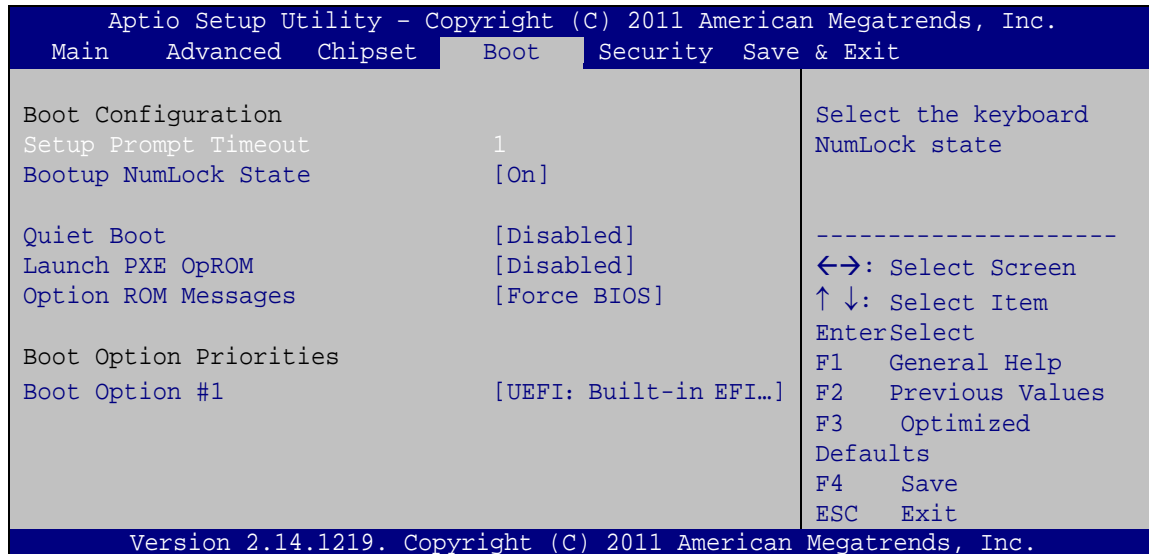 Aptio Setup Utility – Copyright (C) 2011 American Megatrends, Inc.
Main Advanced Chipset Boot Security Save & Exit
Boot Configuration
Setup Prompt Timeout 1
Bootup NumLock State [On]
Quiet Boot [Disabled]
Launch PXE OpROM [Disabled]
Option ROM Messages [Force BIOS]
Boot Option Priorities
Boot Option #1 [UEFI: Built-in EFI…]
Select the keyboard
NumLock state
---------------------
←→: Select Screen
↑ ↓: Select Item
EnterSelect
F1 General Help
F2 Previous Values
F3 Optimized
Defaults
F4 Save
ESC Exit
Version 2.14.1219. Copyright (C) 2011 American Megatrends, Inc.